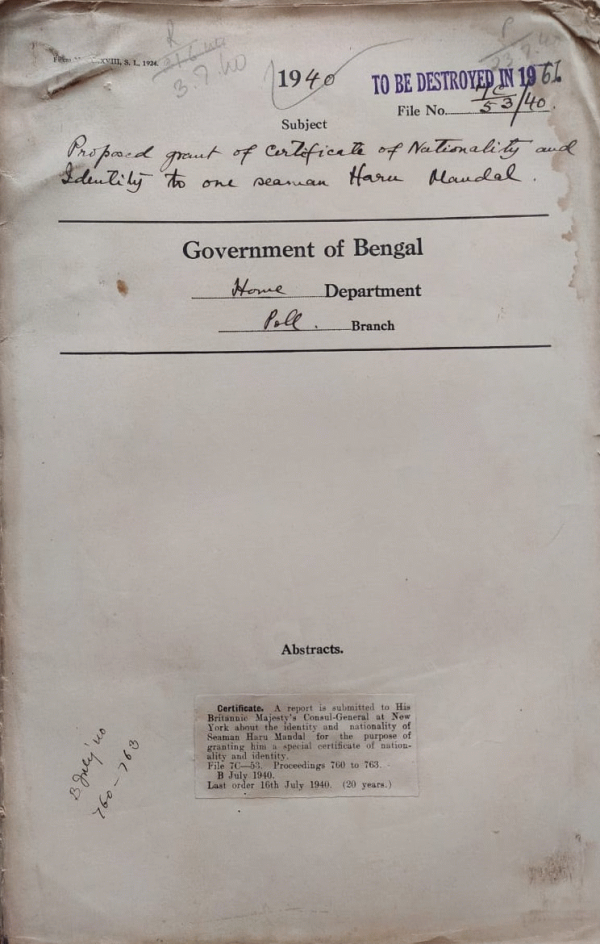 R
3.7.40
P
S. L., 1924.
1940
TO BE DESTROYED IN 1961
File No. 7C/53/40.
Subject
Proposed grant of Certificate of Nationality and
Identity to one seaman Haru Mandal.
Government of Bengal
Home Department
Poll. Branch
Abstracts.
Certificate. A report is submitted to His
Britannic Majesty's Consul-General at New
York about the identity and nationality of
Seaman Haru Mandal for the purpose of
granting him a special certificate of nation-
ality and identity.
File 7C—53. Proceedings 760 to 763.
B July 1940.
Last order 16th July 1940. (20 years.)
B July '40
760 - 763